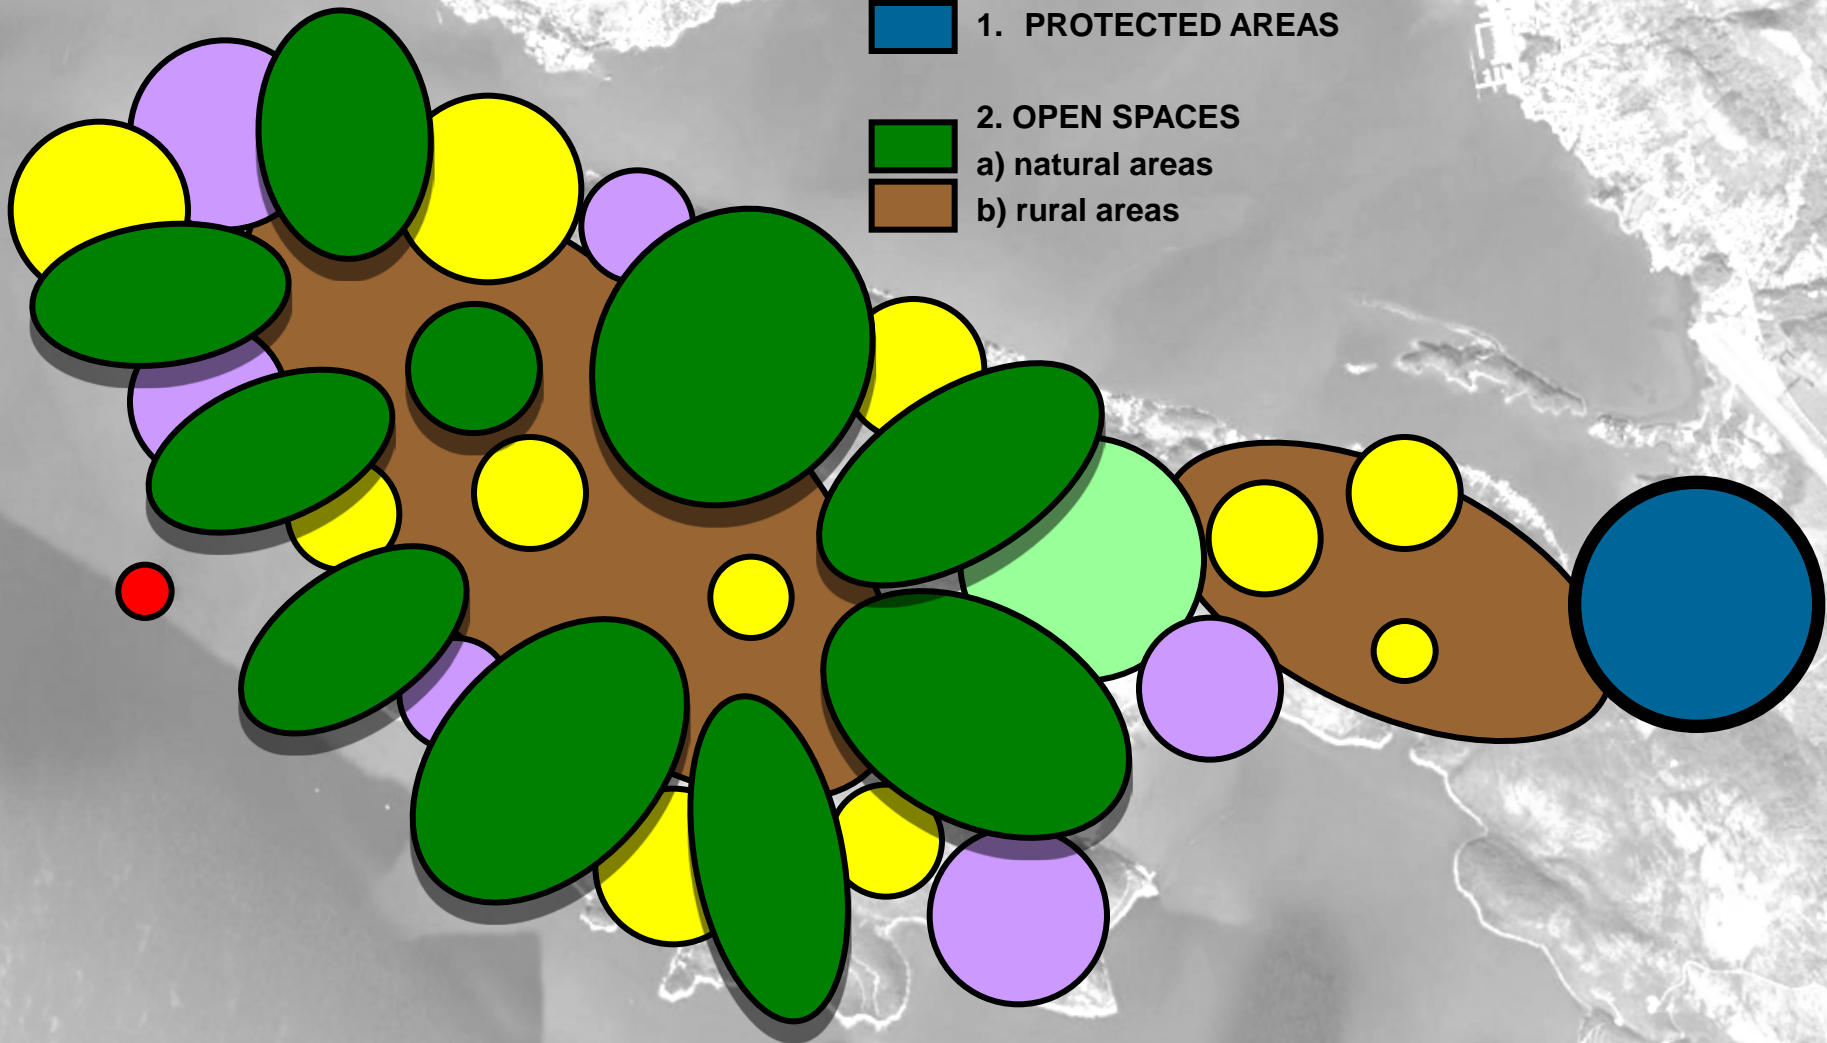 1. PROTECTED AREAS
2. OPEN SPACES
a) natural areas
b) rural areas